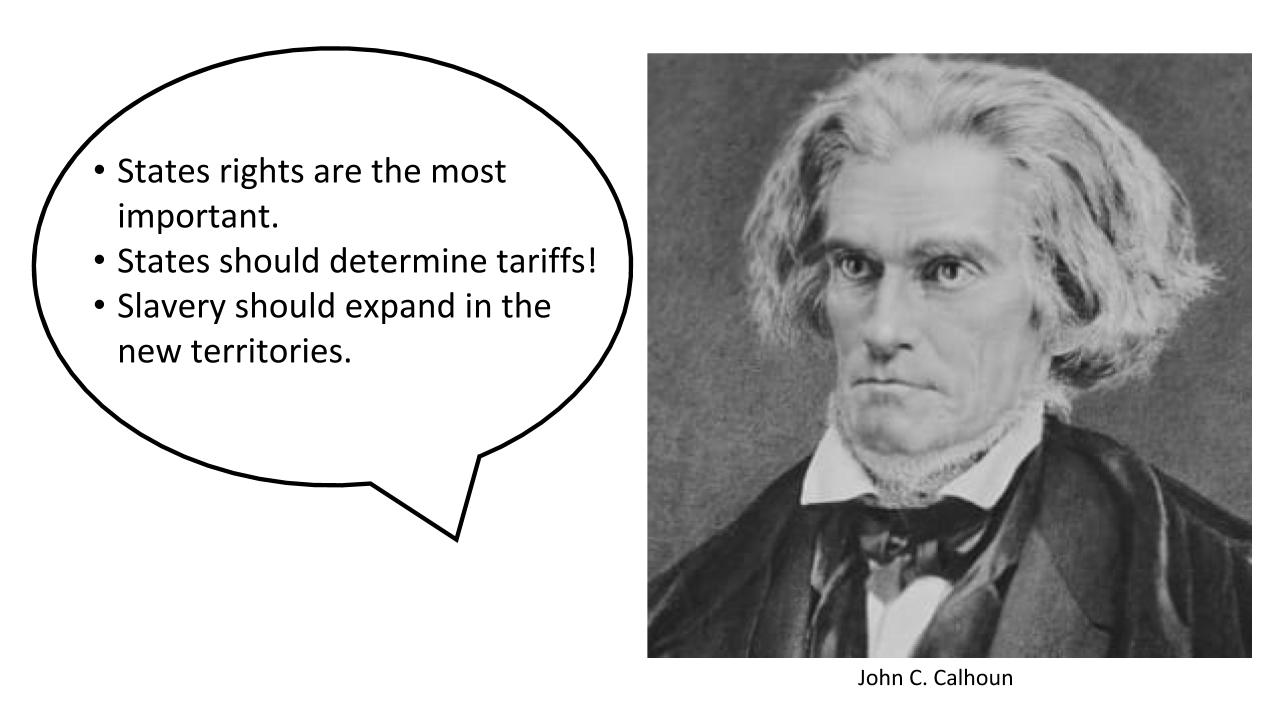 • States rights are the most
important.
• States should determine tariffs!
• Slavery should expand in the
new territories.
John C. Calhoun